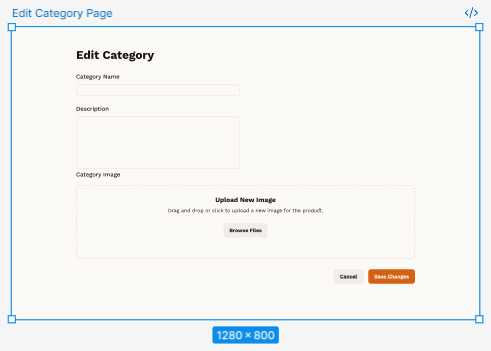 Edit Category Page
</>
Edit Category
Category Name
Description
Category Image
Upload New Image
Drag and drop or click to upload a new image for the product.
Browse Files
Cancel
Save Changes
1280 × 800